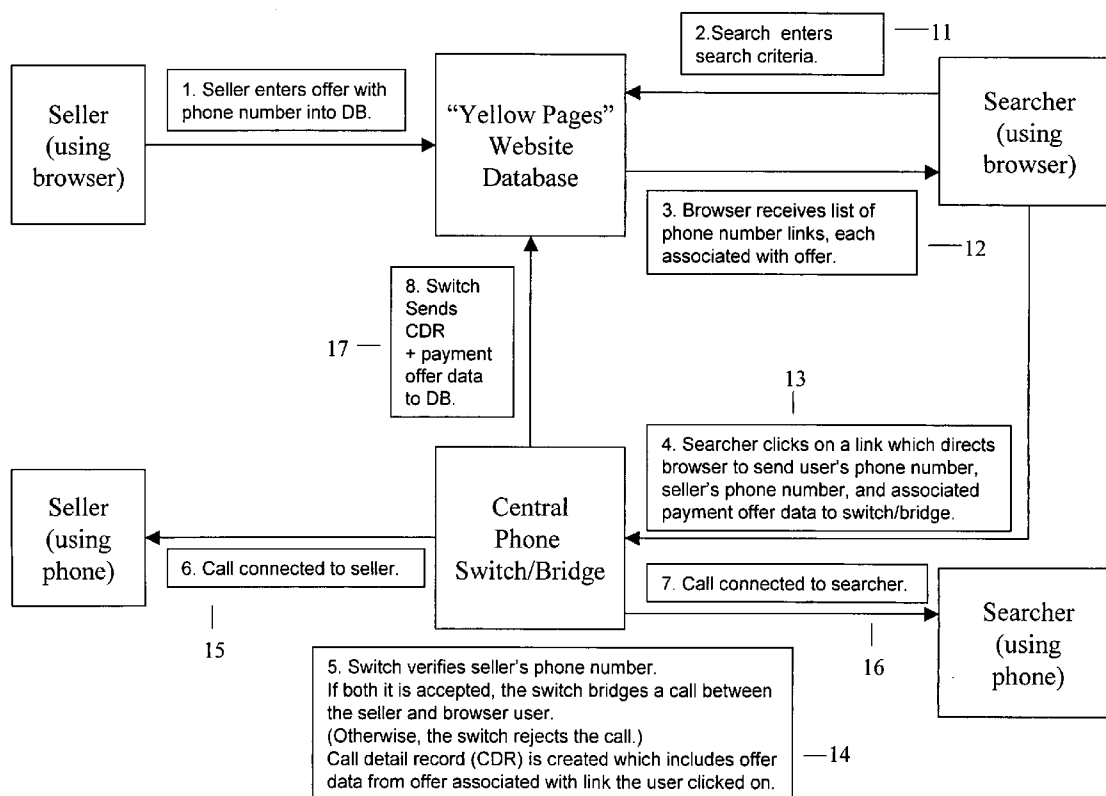 2.Search enters
search criteria.
11
1. Seller enters offer with
phone number into DB.
Seller
(using
browser)
“Yellow Pages”
Website
Database
Searcher
(using
browser)
3. Browser receives list of
phone number links, each
associated with offer.
12
8. Switch
Sends
CDR
+ payment
offer data
to DB.
17
13
4. Searcher clicks on a link which directs
browser to send user's phone number,
seller's phone number, and associated
payment offer data to switch/bridge.
Seller
(using
phone)
Central
Phone
Switch/Bridge
6. Call connected to seller.
15
7. Call connected to searcher.
16
Searcher
(using
phone)
5. Switch verifies seller's phone number.
If both it is accepted, the switch bridges a call between
the seller and browser user.
(Otherwise, the switch rejects the call.)
Call detail record (CDR) is created which includes offer
data from offer associated with link the user clicked on.
14